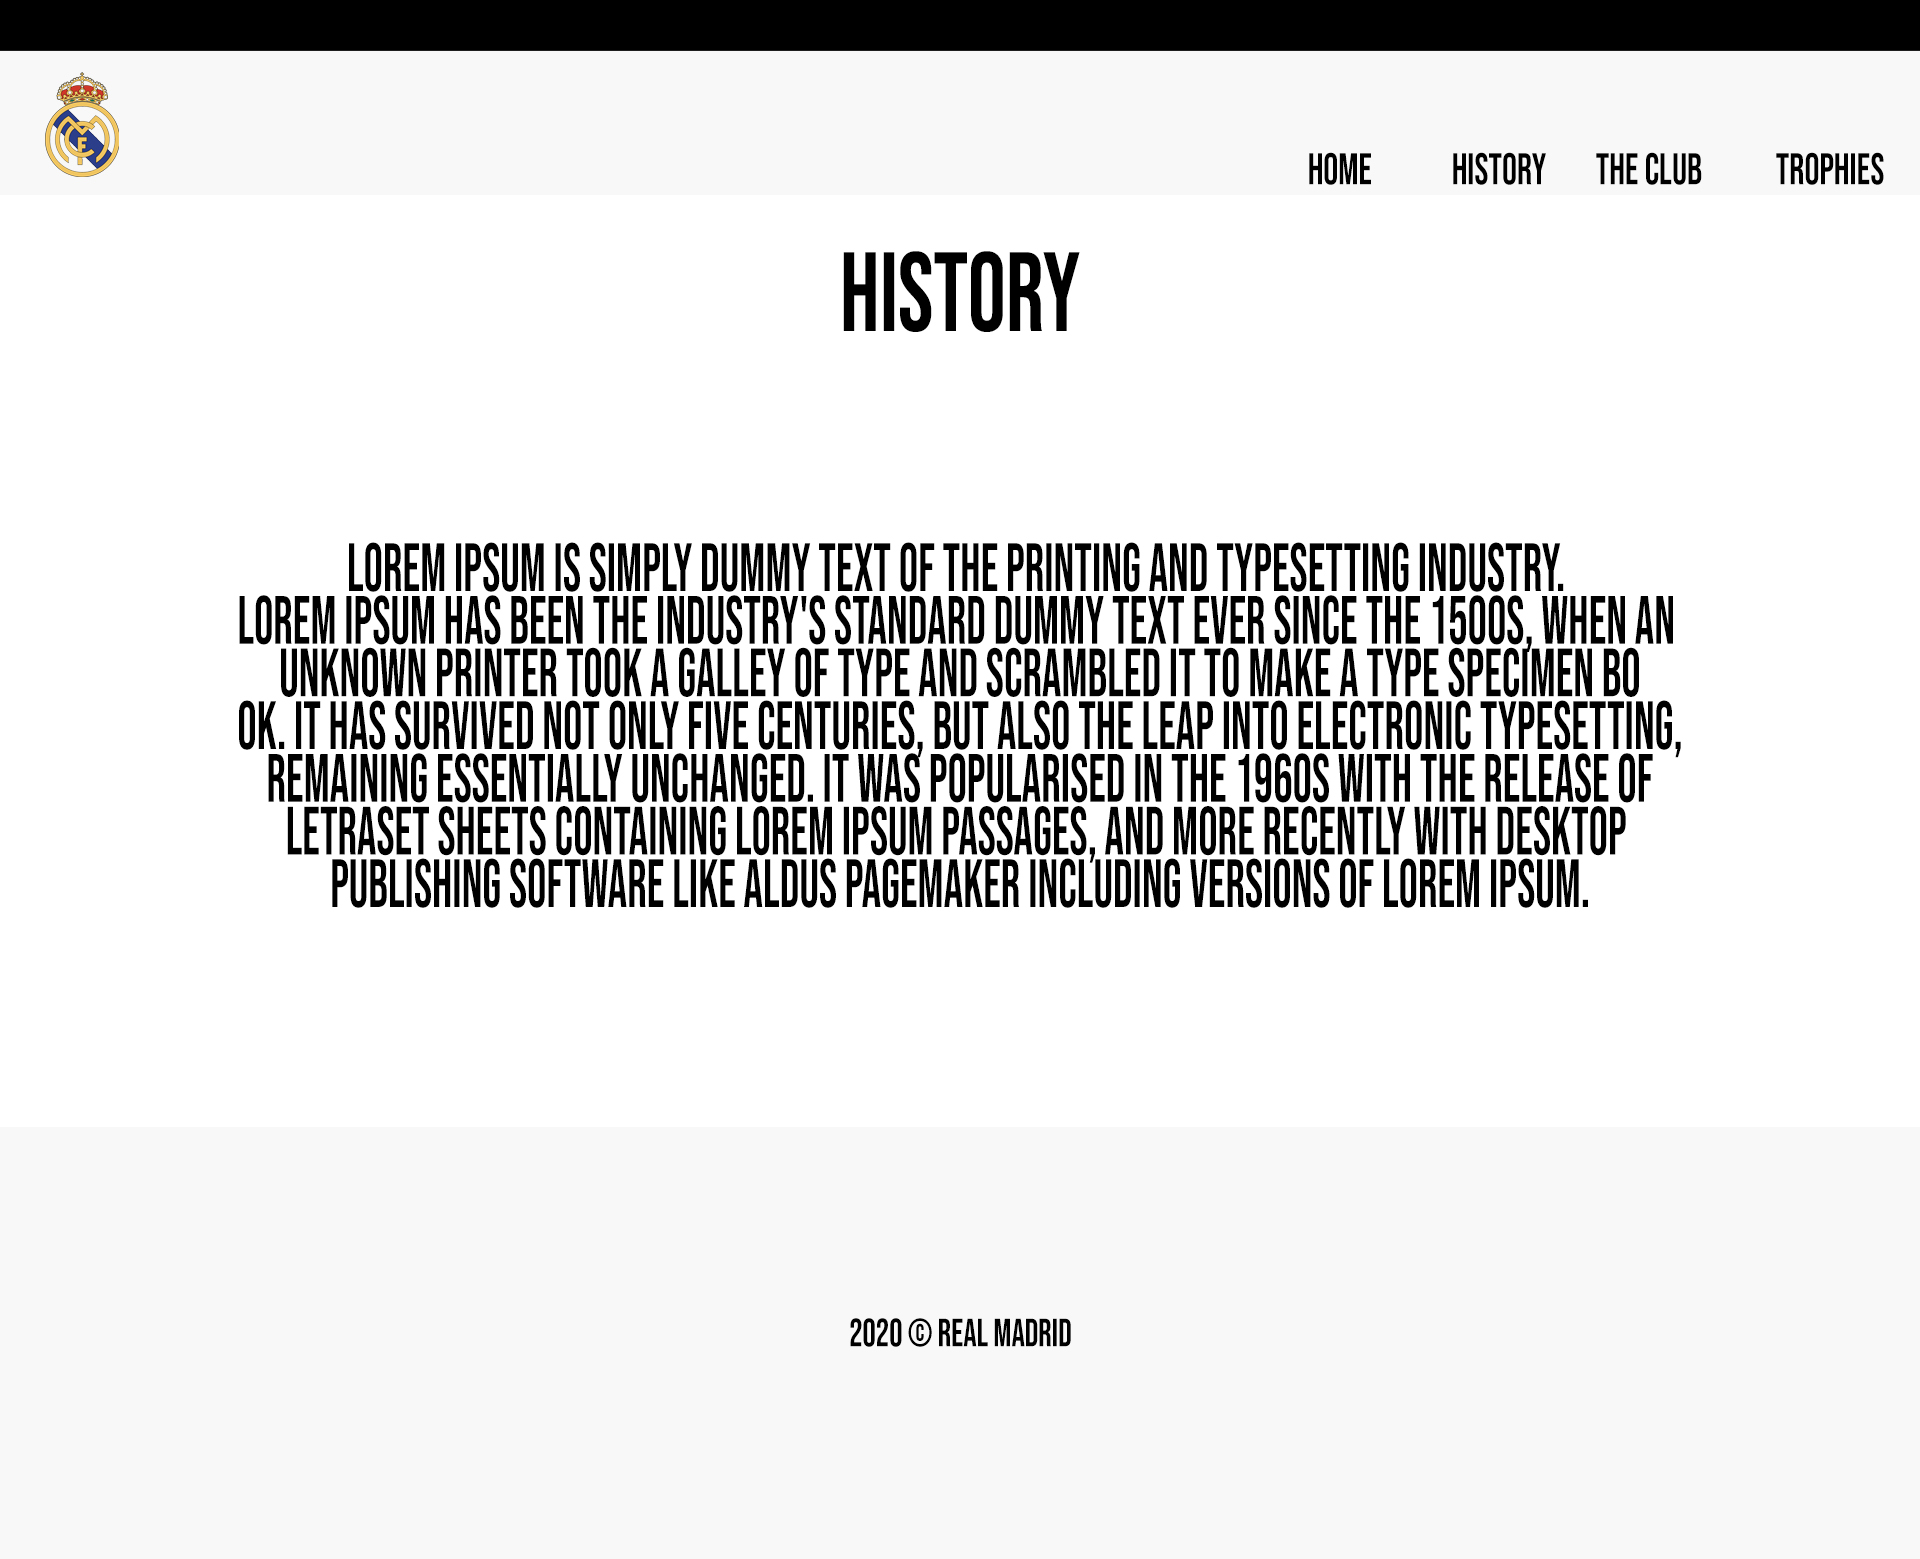 HOME HISTORY THE CLUB TROPHIES
HISTORY
LOREM IPSUM IS SIMPLY DUMMY TEXT OF THE PRINTING AND TYPESETTING INDUSTRY.
LOREM IPSUM HAS BEEN THE INDUSTRY'S STANDARD DUMMY TEXT EVER SINCE THE 1500S, WHEN AN
UNKNOWN PRINTER TOOK A GALLEY OF TYPE AND SCRAMBLED IT TO MAKE A TYPE SPECIMEN BO
OK. IT HAS SURVIVED NOT ONLY FIVE CENTURIES, BUT ALSO THE LEAP INTO ELECTRONIC TYPESETTING,
REMAINING ESSENTIALLY UNCHANGED. IT WAS POPULARISED IN THE 1960S WITH THE RELEASE OF
LETRASET SHEETS CONTAINING LOREM IPSUM PASSAGES, AND MORE RECENTLY WITH DESKTOP
PUBLISHING SOFTWARE LIKE ALDUS PAGEMAKER INCLUDING VERSIONS OF LOREM IPSUM.
2020 © REAL MADRID